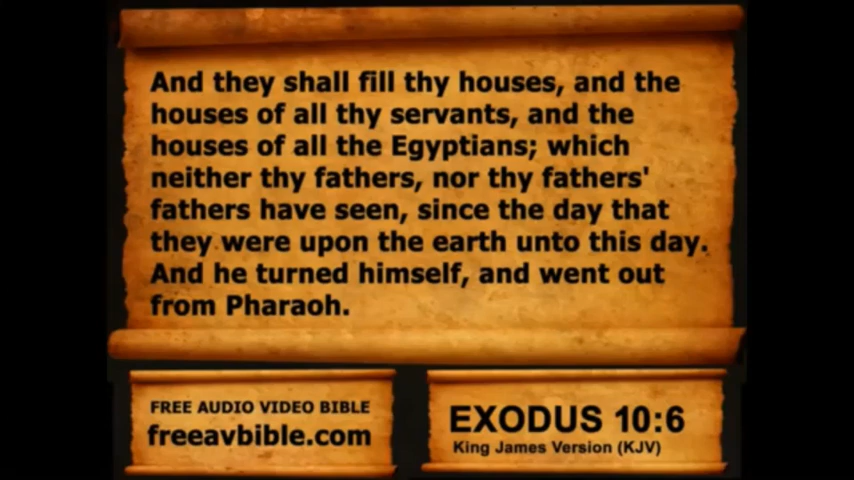 And they shall fill thy houses, and the
houses of all thy servants, and the
houses of all the Egyptians; which
neither thy fathers, nor thy fathers'
fathers have seen, since the day that
they were upon the earth unto this day.
And he turned himself, and went out
from Pharaoh.
FREE AUDIO VIDEO BIBLE
freeavbible.com
EXODUS 10:6
King James Version (KJV)